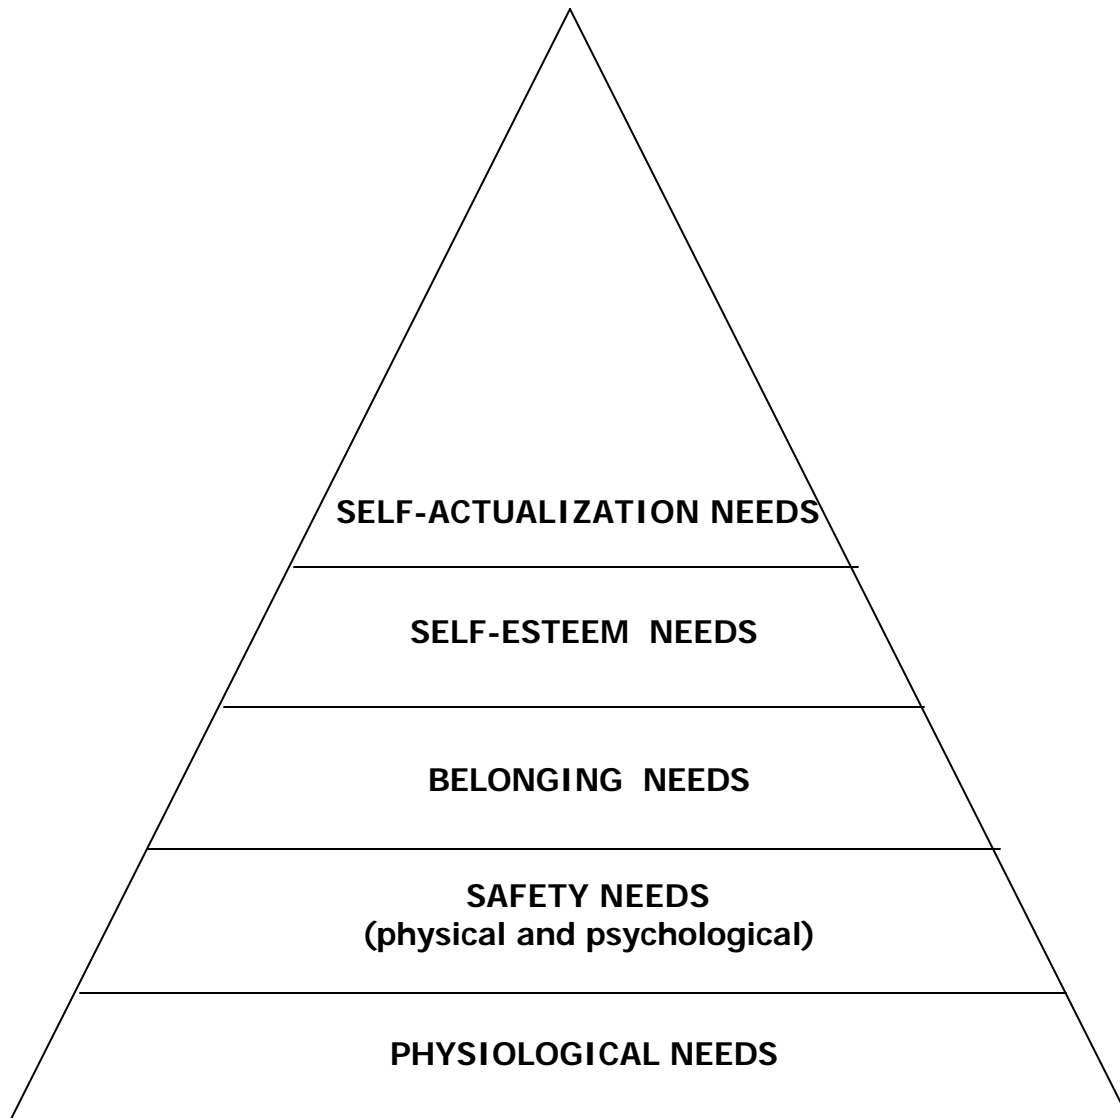 SELF-ACTUALIZATION NEEDS
SELF-ESTEEM NEEDS
BELONGING NEEDS
SAFETY NEEDS
(physical and psychological)
PHYSIOLOGICAL NEEDS